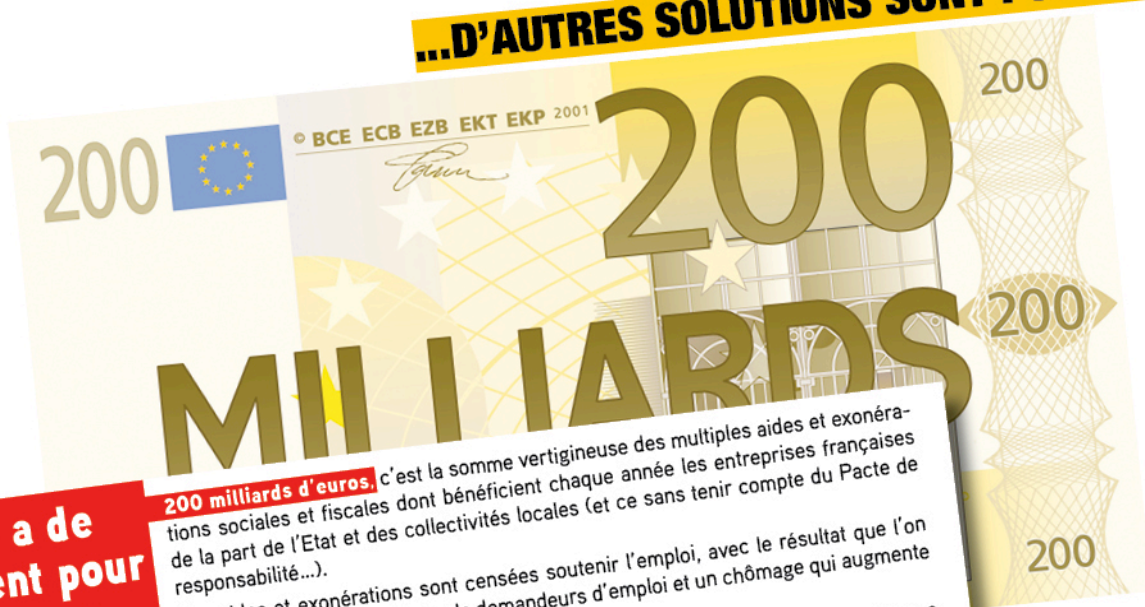 ...D'AUTRES SOLUTIONS SONT
200
© BCE ECB EZB EKT EKP 2001
200
200
MILLIARDS
200
200
a de
pour
200 milliards d'euros, c'est la somme vertigineuse des multiples aides et exonéra-
tions sociales et fiscales dont bénéficient chaque année les entreprises françaises
de la part de l'Etat et des collectivités locales (et ce sans tenir compte du Pacte de
responsabilité...).
et exonérations sont censées soutenir l'emploi, avec le résultat que l'on
demandeurs d'emploi et un chômage qui augmente